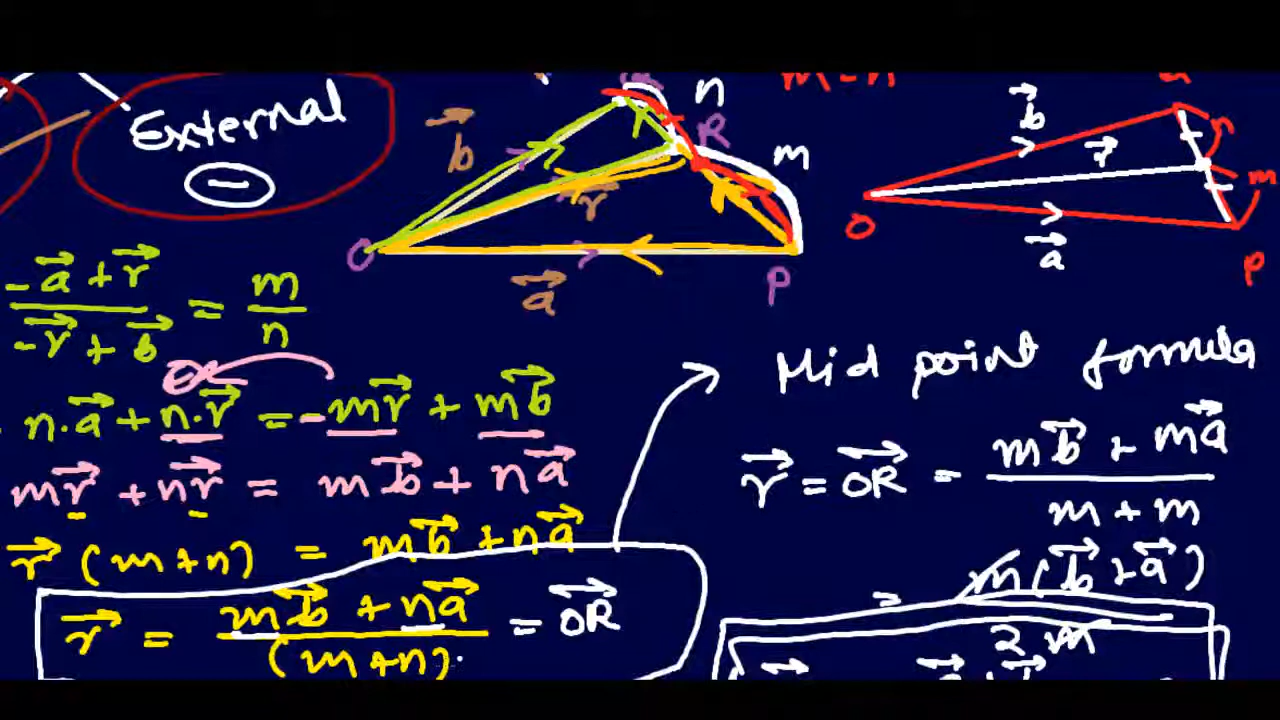 External
(-)
m = n
Q
n
R
m
b⃗
r⃗
O
a⃗
P
b⃗
r⃗
n
m
O
a⃗
P
(-a⃗ + r⃗)/(-r⃗ + b⃗) = m/n
n·a⃗ + n·r⃗ = -mr⃗ + mb⃗
mr⃗ + nr⃗ = mb⃗ + na⃗
r⃗ (m+n) = mb⃗ + na⃗
r⃗ = (mb⃗ + na⃗)/(m+n) = OR⃗
Mid point formula
r⃗ = OR⃗ = (mb⃗ + ma⃗)/(m + m)
= m(b⃗ + a⃗)/2m